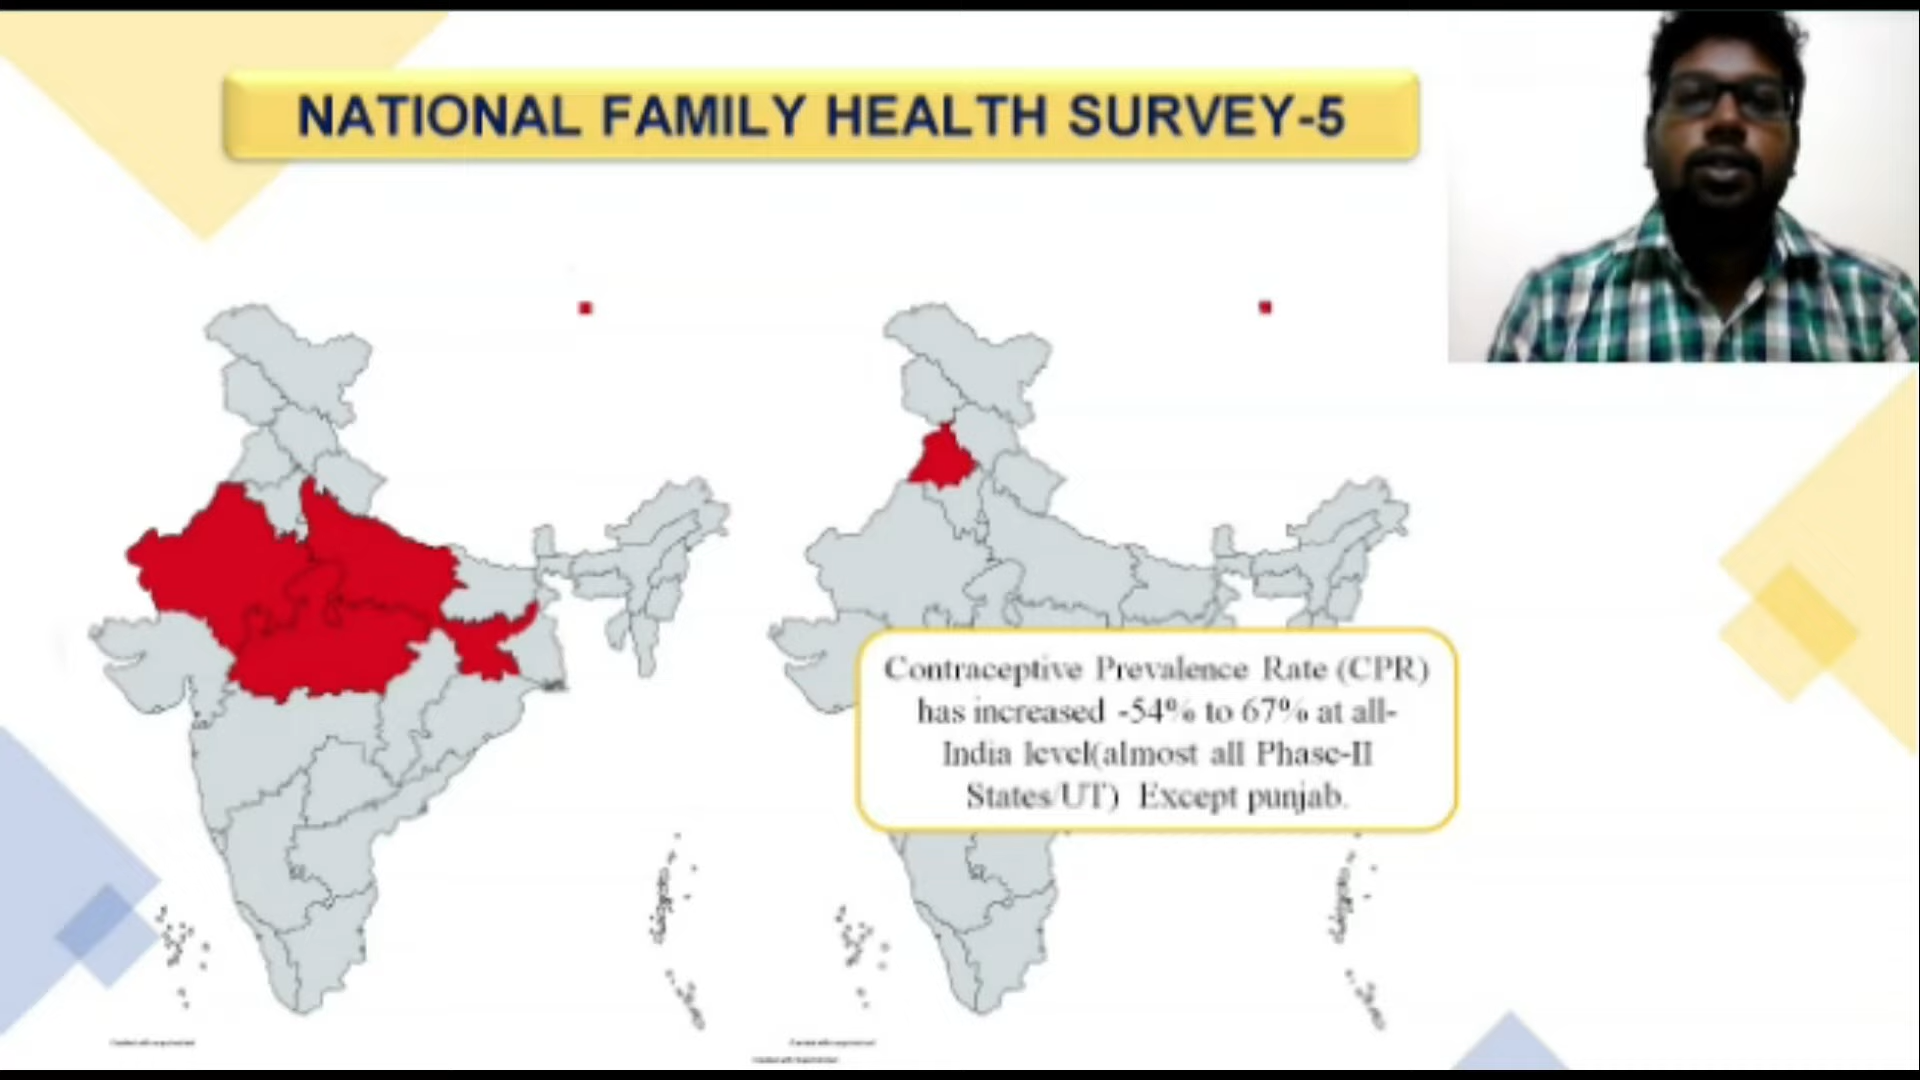 NATIONAL FAMILY HEALTH SURVEY-5
Contraceptive Prevalence Rate (CPR)
has increased -54% to 67% at all-
India level(almost all Phase-II
States/UT) Except punjab.